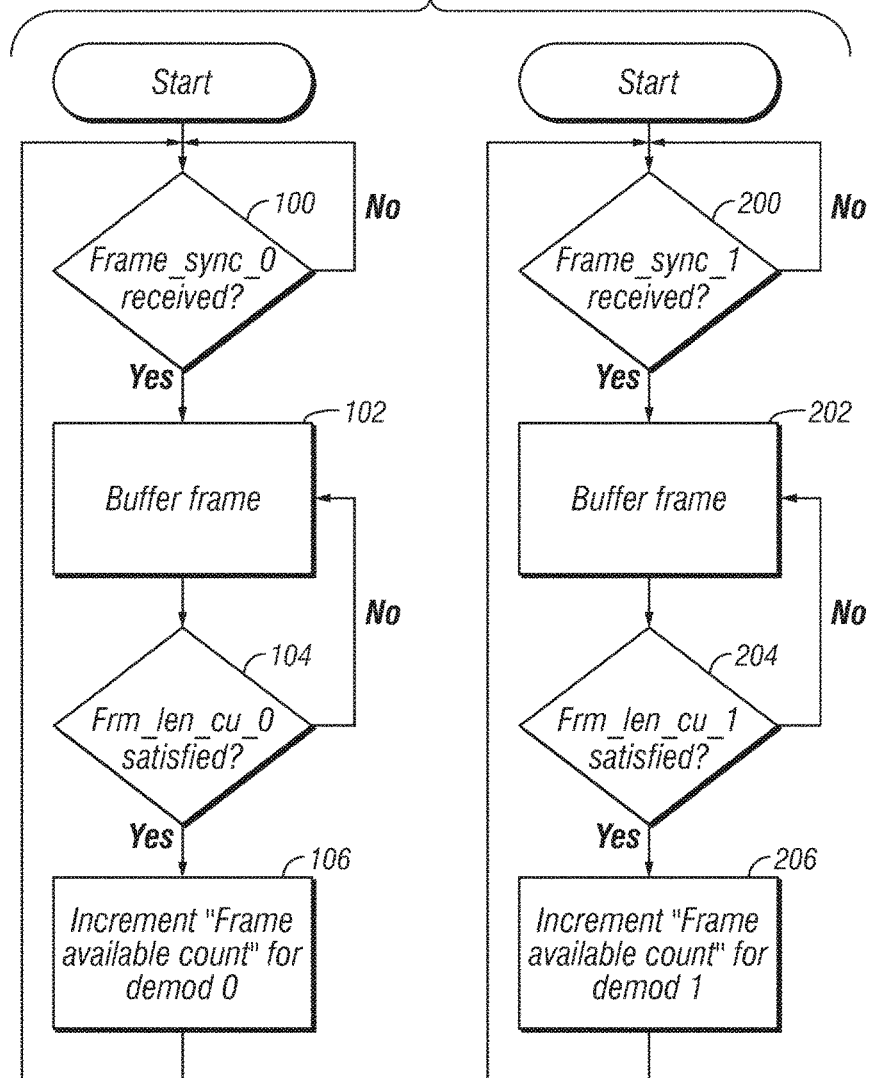 Start
100
No
Frame_sync_0
received?
Yes
102
Buffer frame
No
104
Frm_len_cu_0
satisfied?
Yes
106
Increment "Frame
available count" for
demod 0
Start
200
No
Frame_sync_1
received?
Yes
202
Buffer frame
No
204
Frm_len_cu_1
satisfied?
Yes
206
Increment "Frame
available count" for
demod 1